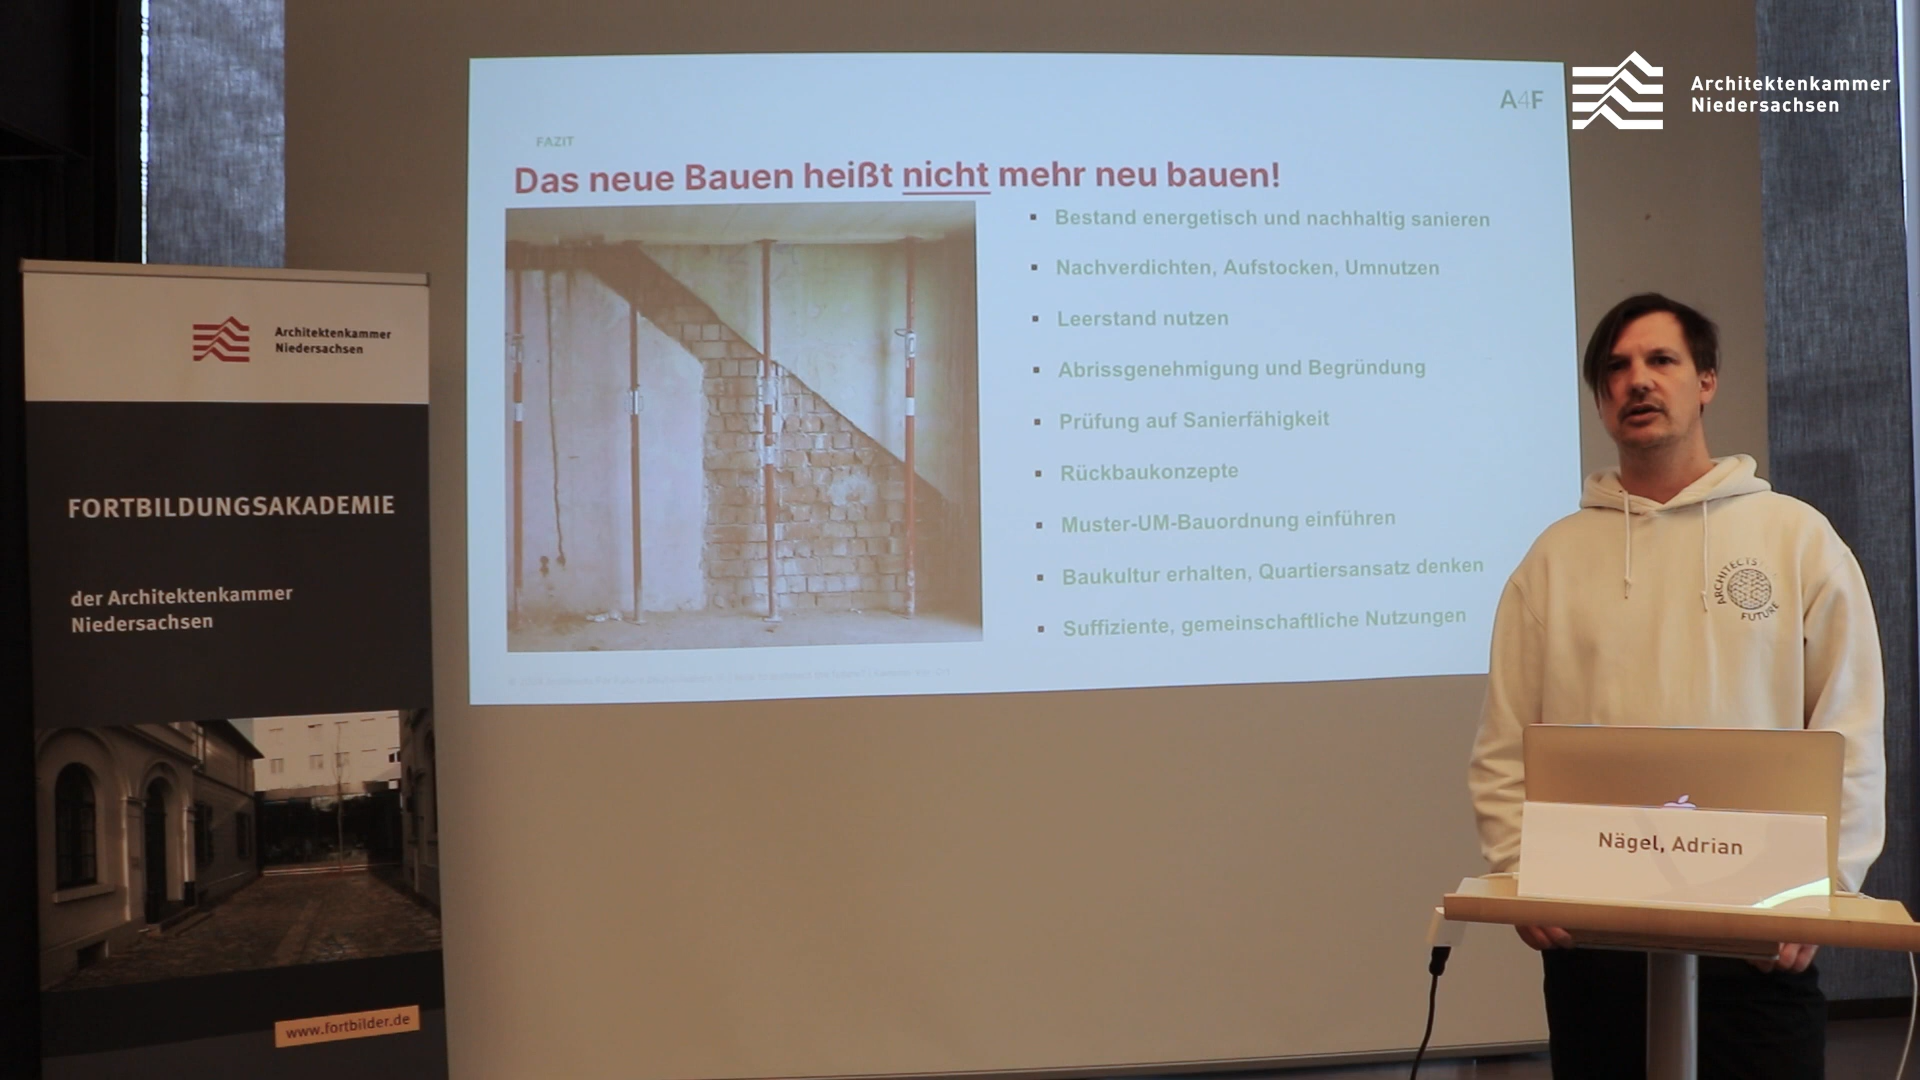 Architektenkammer
Niedersachsen
A4F
FAZIT
Das neue Bauen heißt nicht mehr neu bauen!
▪ Bestand energetisch und nachhaltig sanieren
▪ Nachverdichten, Aufstocken, Umnutzen
▪ Leerstand nutzen
▪ Abrissgenehmigung und Begründung
▪ Prüfung auf Sanierfähigkeit
▪ Rückbaukonzepte
▪ Muster-UM-Bauordnung einführen
▪ Baukultur erhalten, Quartiersansatz denken
▪ Suffiziente, gemeinschaftliche Nutzungen
Architektenkammer
Niedersachsen
FORTBILDUNGSAKADEMIE
der Architektenkammer
Niedersachsen
www.fortbilder.de
ARCHITECTS
FUTURE
Nägel, Adrian